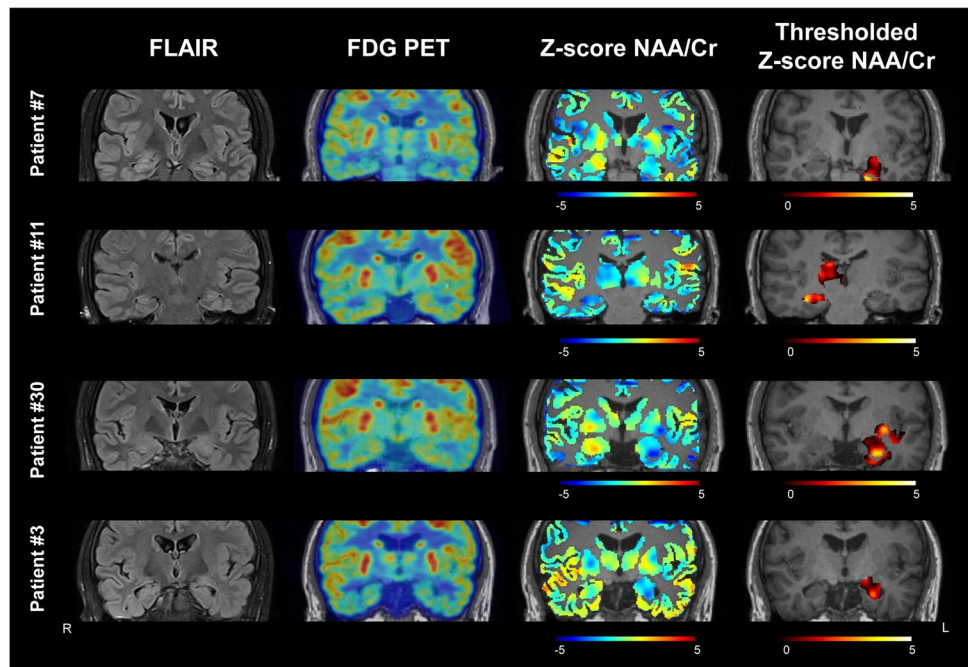 FLAIR
FDG PET
Z-score NAA/Cr
Thresholded
Z-score NAA/Cr
Patient #7
-5
5
0
5
Patient #11
-5
5
0
5
Patient #30
-5
5
0
5
Patient #3
R
L
-5
5
0
5